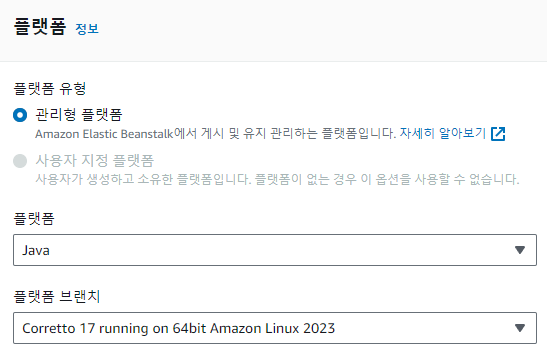 플랫폼 정보
플랫폼 유형
관리형 플랫폼
Amazon Elastic Beanstalk에서 게시 및 유지 관리하는 플랫폼입니다. 자세히 알아보기
사용자 지정 플랫폼
사용자가 생성하고 소유한 플랫폼입니다. 플랫폼이 없는 경우 이 옵션을 사용할 수 없습니다.
플랫폼
Java
플랫폼 브랜치
Corretto 17 running on 64bit Amazon Linux 2023